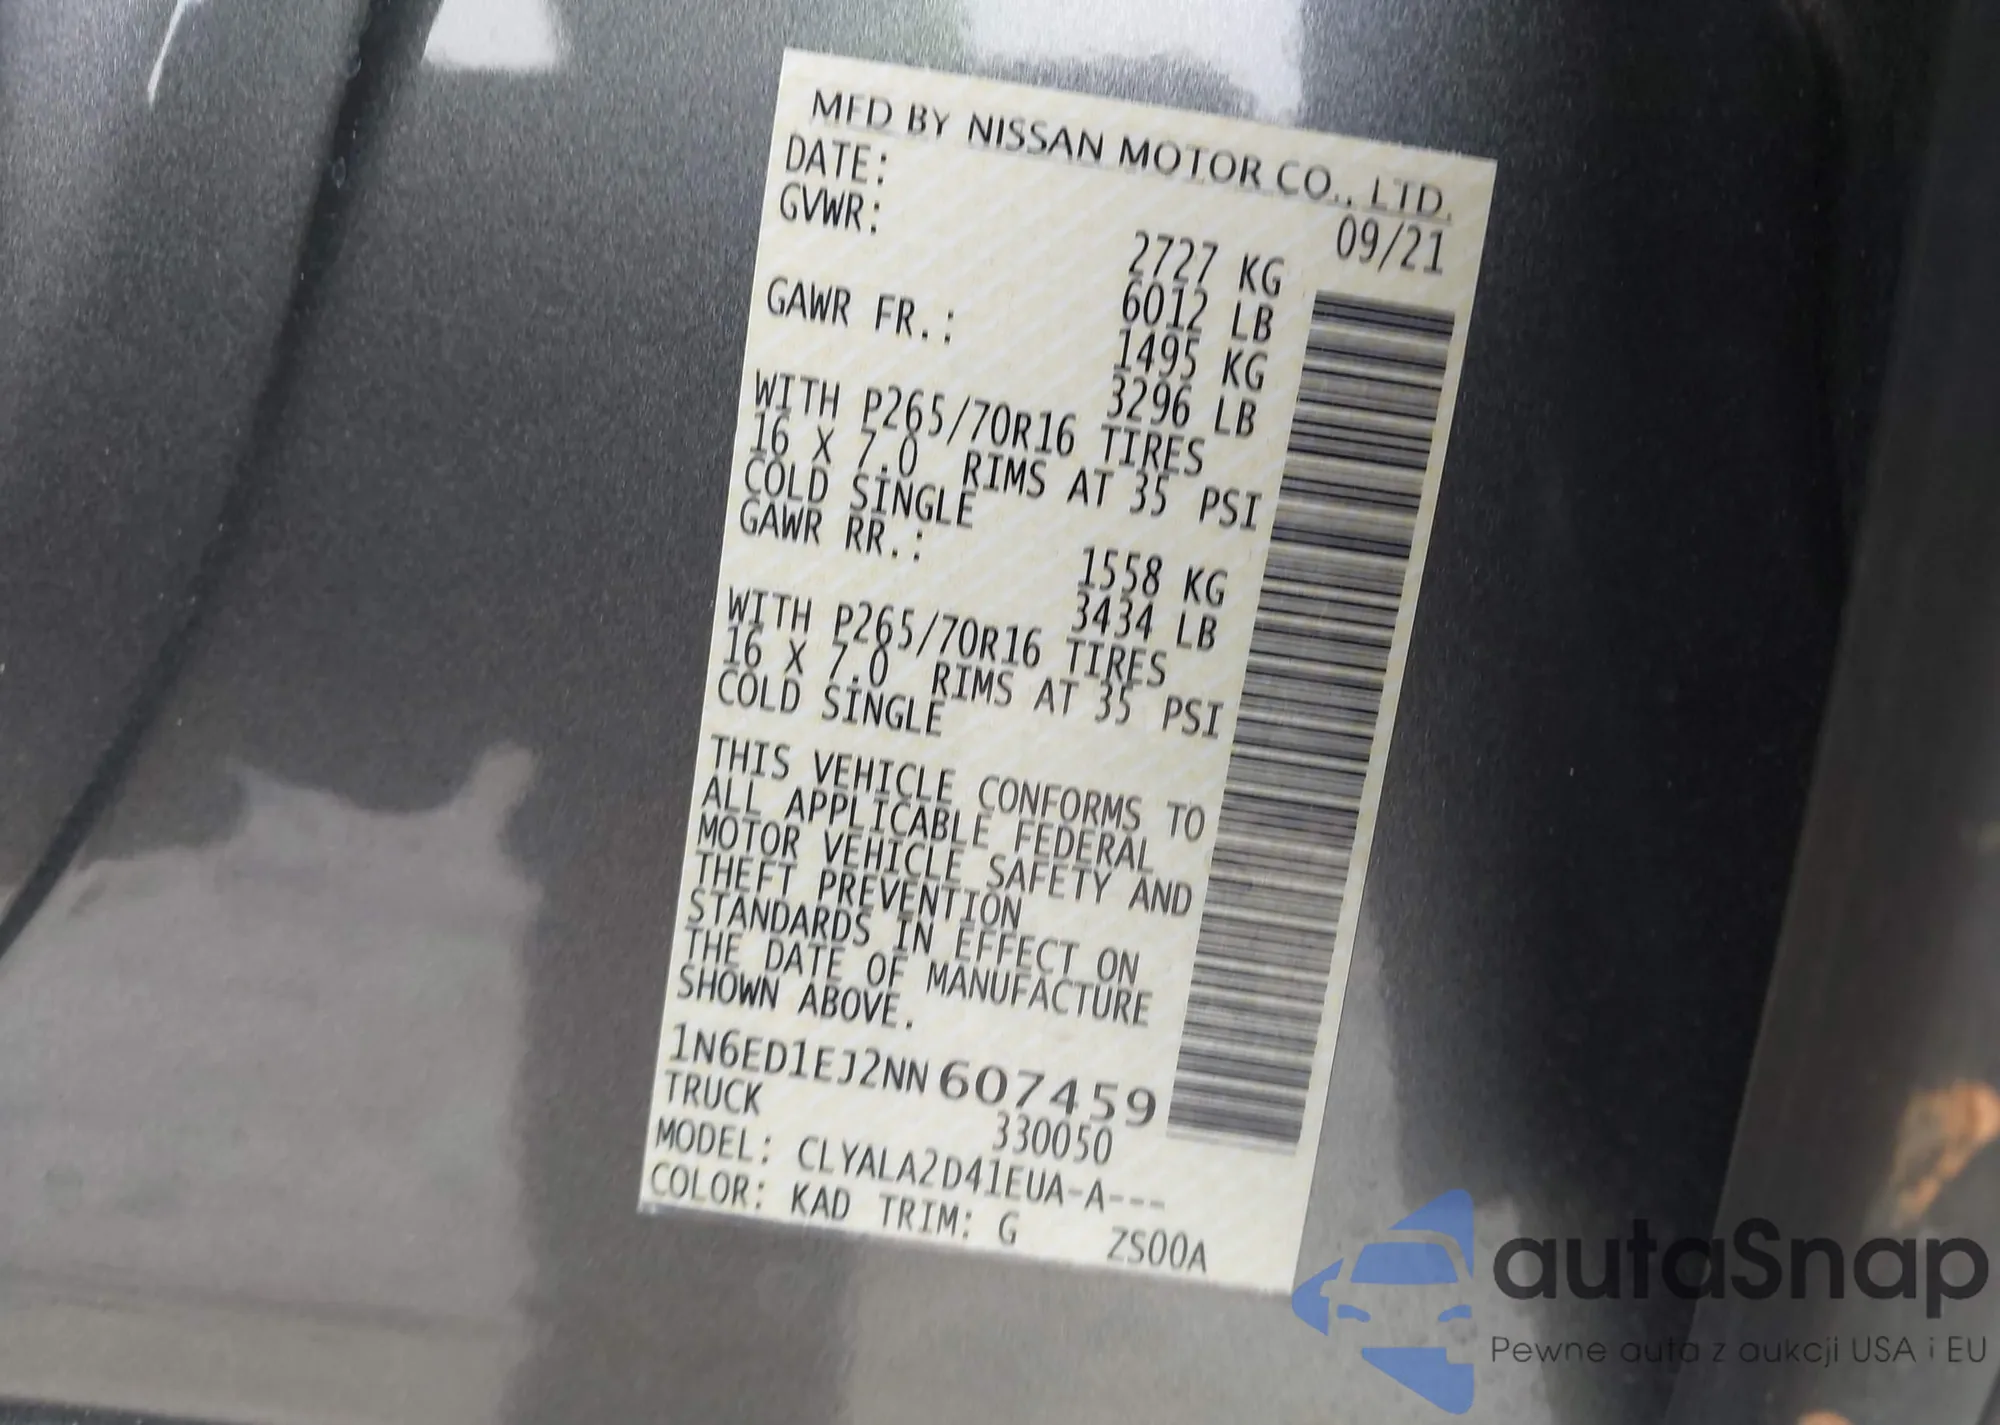 MFD BY NISSAN MOTOR CO., LTD.
DATE: 09/21
GVWR: 2727 KG
6012 LB
GAWR FR.: 1495 KG
3296 LB
WITH P265/70R16 TIRES
16 X 7.0 RIMS AT 35 PSI
COLD SINGLE
GAWR RR.: 1558 KG
3434 LB
WITH P265/70R16 TIRES
16 X 7.0 RIMS AT 35 PSI
COLD SINGLE
THIS VEHICLE CONFORMS TO
ALL APPLICABLE FEDERAL
MOTOR VEHICLE SAFETY AND
THEFT PREVENTION
STANDARDS IN EFFECT ON
THE DATE OF MANUFACTURE
SHOWN ABOVE.
1N6ED1EJ2NN607459
TRUCK 330050
MODEL: CLYALA2D41EUA-A---
COLOR: KAD TRIM: G ZS00A
autaSnap
Pewne auta z aukcji USA i EU